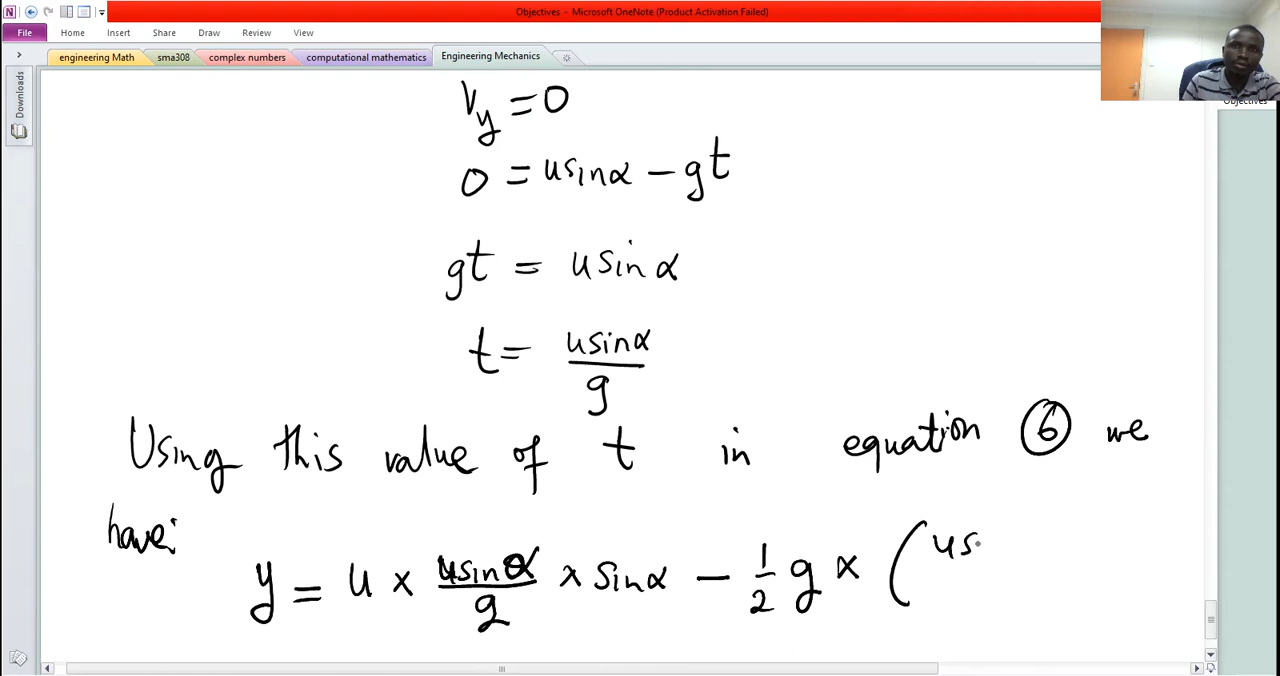 Objectives - Microsoft OneNote (Product Activation Failed)
File Home Insert Share Draw Review View
engineering Math sma308 complex numbers computational mathematics Engineering Mechanics
Objectives
Downloads
Vy = 0
0 = usinα - gt
gt = usinα
t = usinα/g
Using this value of t in equation ⑥ we
have:
y = u × usinα/g × sinα - 1/2 g × (us